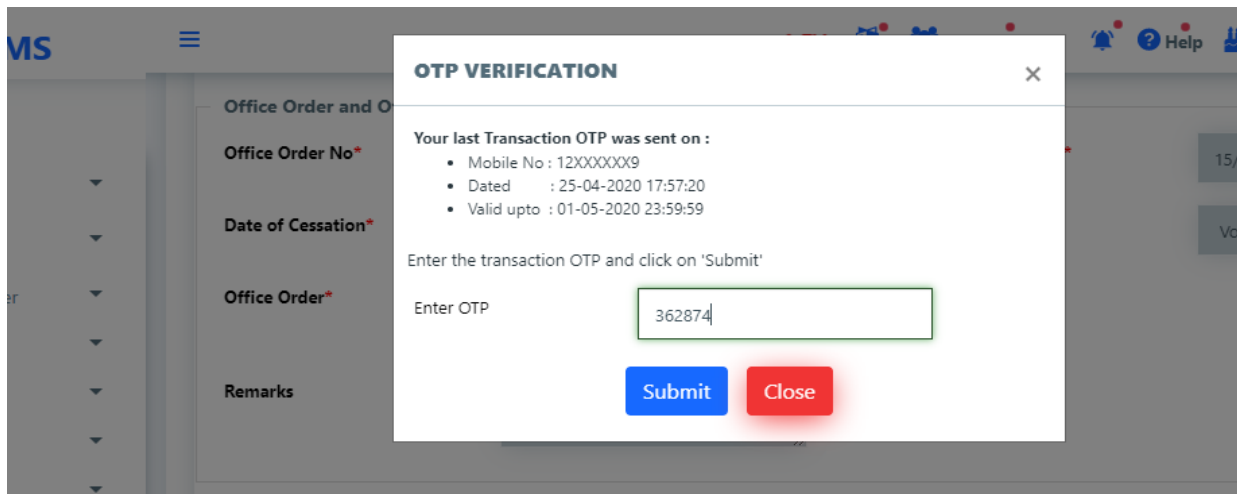 MS
Help
OTP VERIFICATION
×
Office Order and O
Your last Transaction OTP was sent on :
Office Order No*
*
15/
• Mobile No : 12XXXXXX9
• Dated : 25-04-2020 17:57:20
• Valid upto : 01-05-2020 23:59:59
Date of Cessation*
Vo
Enter the transaction OTP and click on 'Submit'
er
Office Order*
Enter OTP
362874
Remarks
Submit
Close